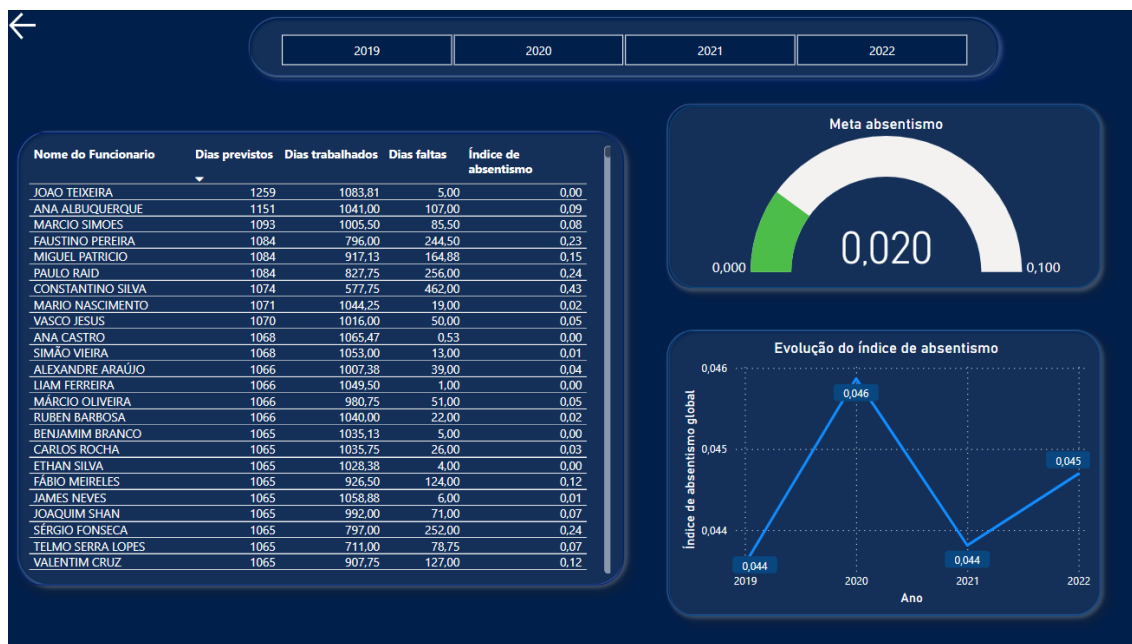 2019 2020 2021 2022
Nome do Funcionario Dias previstos Dias trabalhados Dias faltas Índice de
absentismo
JOAO TEIXEIRA 1259 1083,81 5,00 0,00
ANA ALBUQUERQUE 1151 1041,00 107,00 0,09
MARCIO SIMOES 1093 1005,50 85,50 0,08
FAUSTINO PEREIRA 1084 796,00 244,50 0,23
MIGUEL PATRICIO 1084 917,13 164,88 0,15
PAULO RAID 1084 827,75 256,00 0,24
CONSTANTINO SILVA 1074 577,75 462,00 0,43
MARIO NASCIMENTO 1071 1044,25 19,00 0,02
VASCO JESUS 1070 1016,00 50,00 0,05
ANA CASTRO 1068 1065,47 0,53 0,00
SIMÃO VIEIRA 1068 1053,00 13,00 0,01
ALEXANDRE ARAÚJO 1066 1007,38 39,00 0,04
LIAM FERREIRA 1066 1049,50 1,00 0,00
MÁRCIO OLIVEIRA 1066 980,75 51,00 0,05
RUBEN BARBOSA 1066 1040,00 22,00 0,02
BENJAMIM BRANCO 1065 1035,13 5,00 0,00
CARLOS ROCHA 1065 1035,75 26,00 0,03
ETHAN SILVA 1065 1028,38 4,00 0,00
FÁBIO MEIRELES 1065 926,50 124,00 0,12
JAMES NEVES 1065 1058,88 6,00 0,01
JOAQUIM SHAN 1065 992,00 71,00 0,07
SÉRGIO FONSECA 1065 797,00 252,00 0,24
TELMO SERRA LOPES 1065 711,00 78,75 0,07
VALENTIM CRUZ 1065 907,75 127,00 0,12
Meta absentismo
0,020
0,000 0,100
Evolução do índice de absentismo
Índice de absentismo global
0,046
0,045
0,044
0,044
0,046
0,044
0,045
2019 2020 2021 2022
Ano